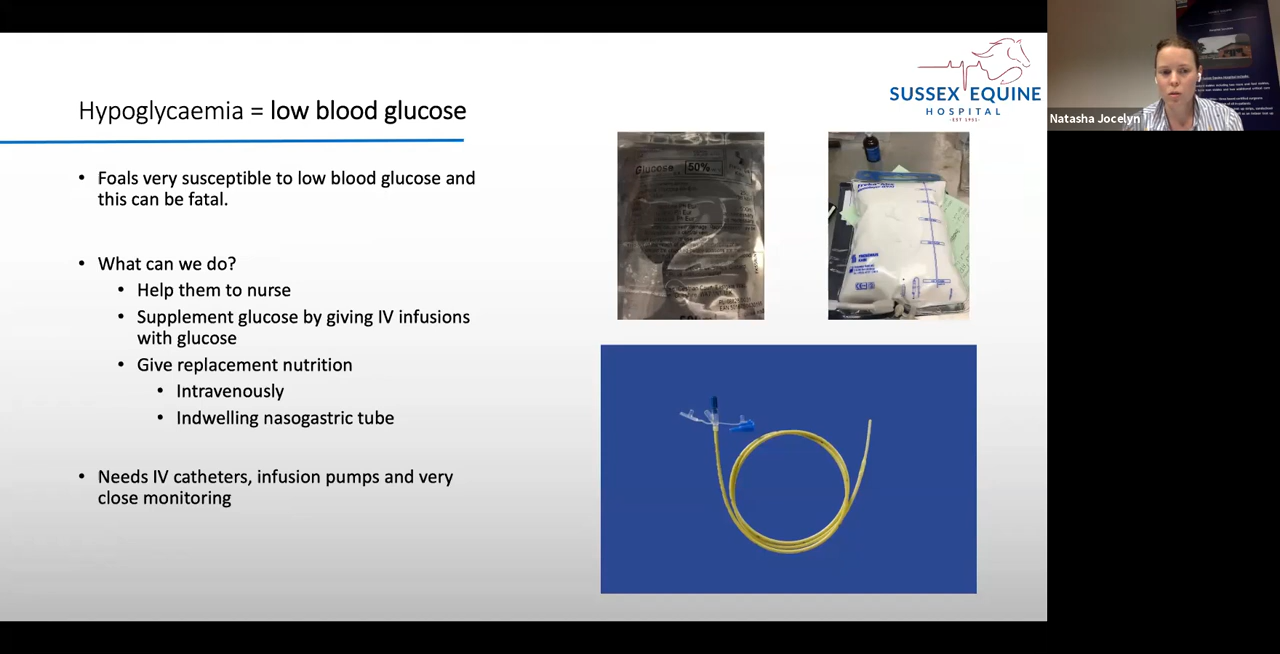 Hypoglycaemia = low blood glucose
SUSSEX EQUINE
HOSPITAL
EST 1951
• Foals very susceptible to low blood glucose and
this can be fatal.
• What can we do?
• Help them to nurse
• Supplement glucose by giving IV infusions
with glucose
• Give replacement nutrition
• Intravenously
• Indwelling nasogastric tube
• Needs IV catheters, infusion pumps and very
close monitoring
Glucose 50%
Natasha Jocelyn